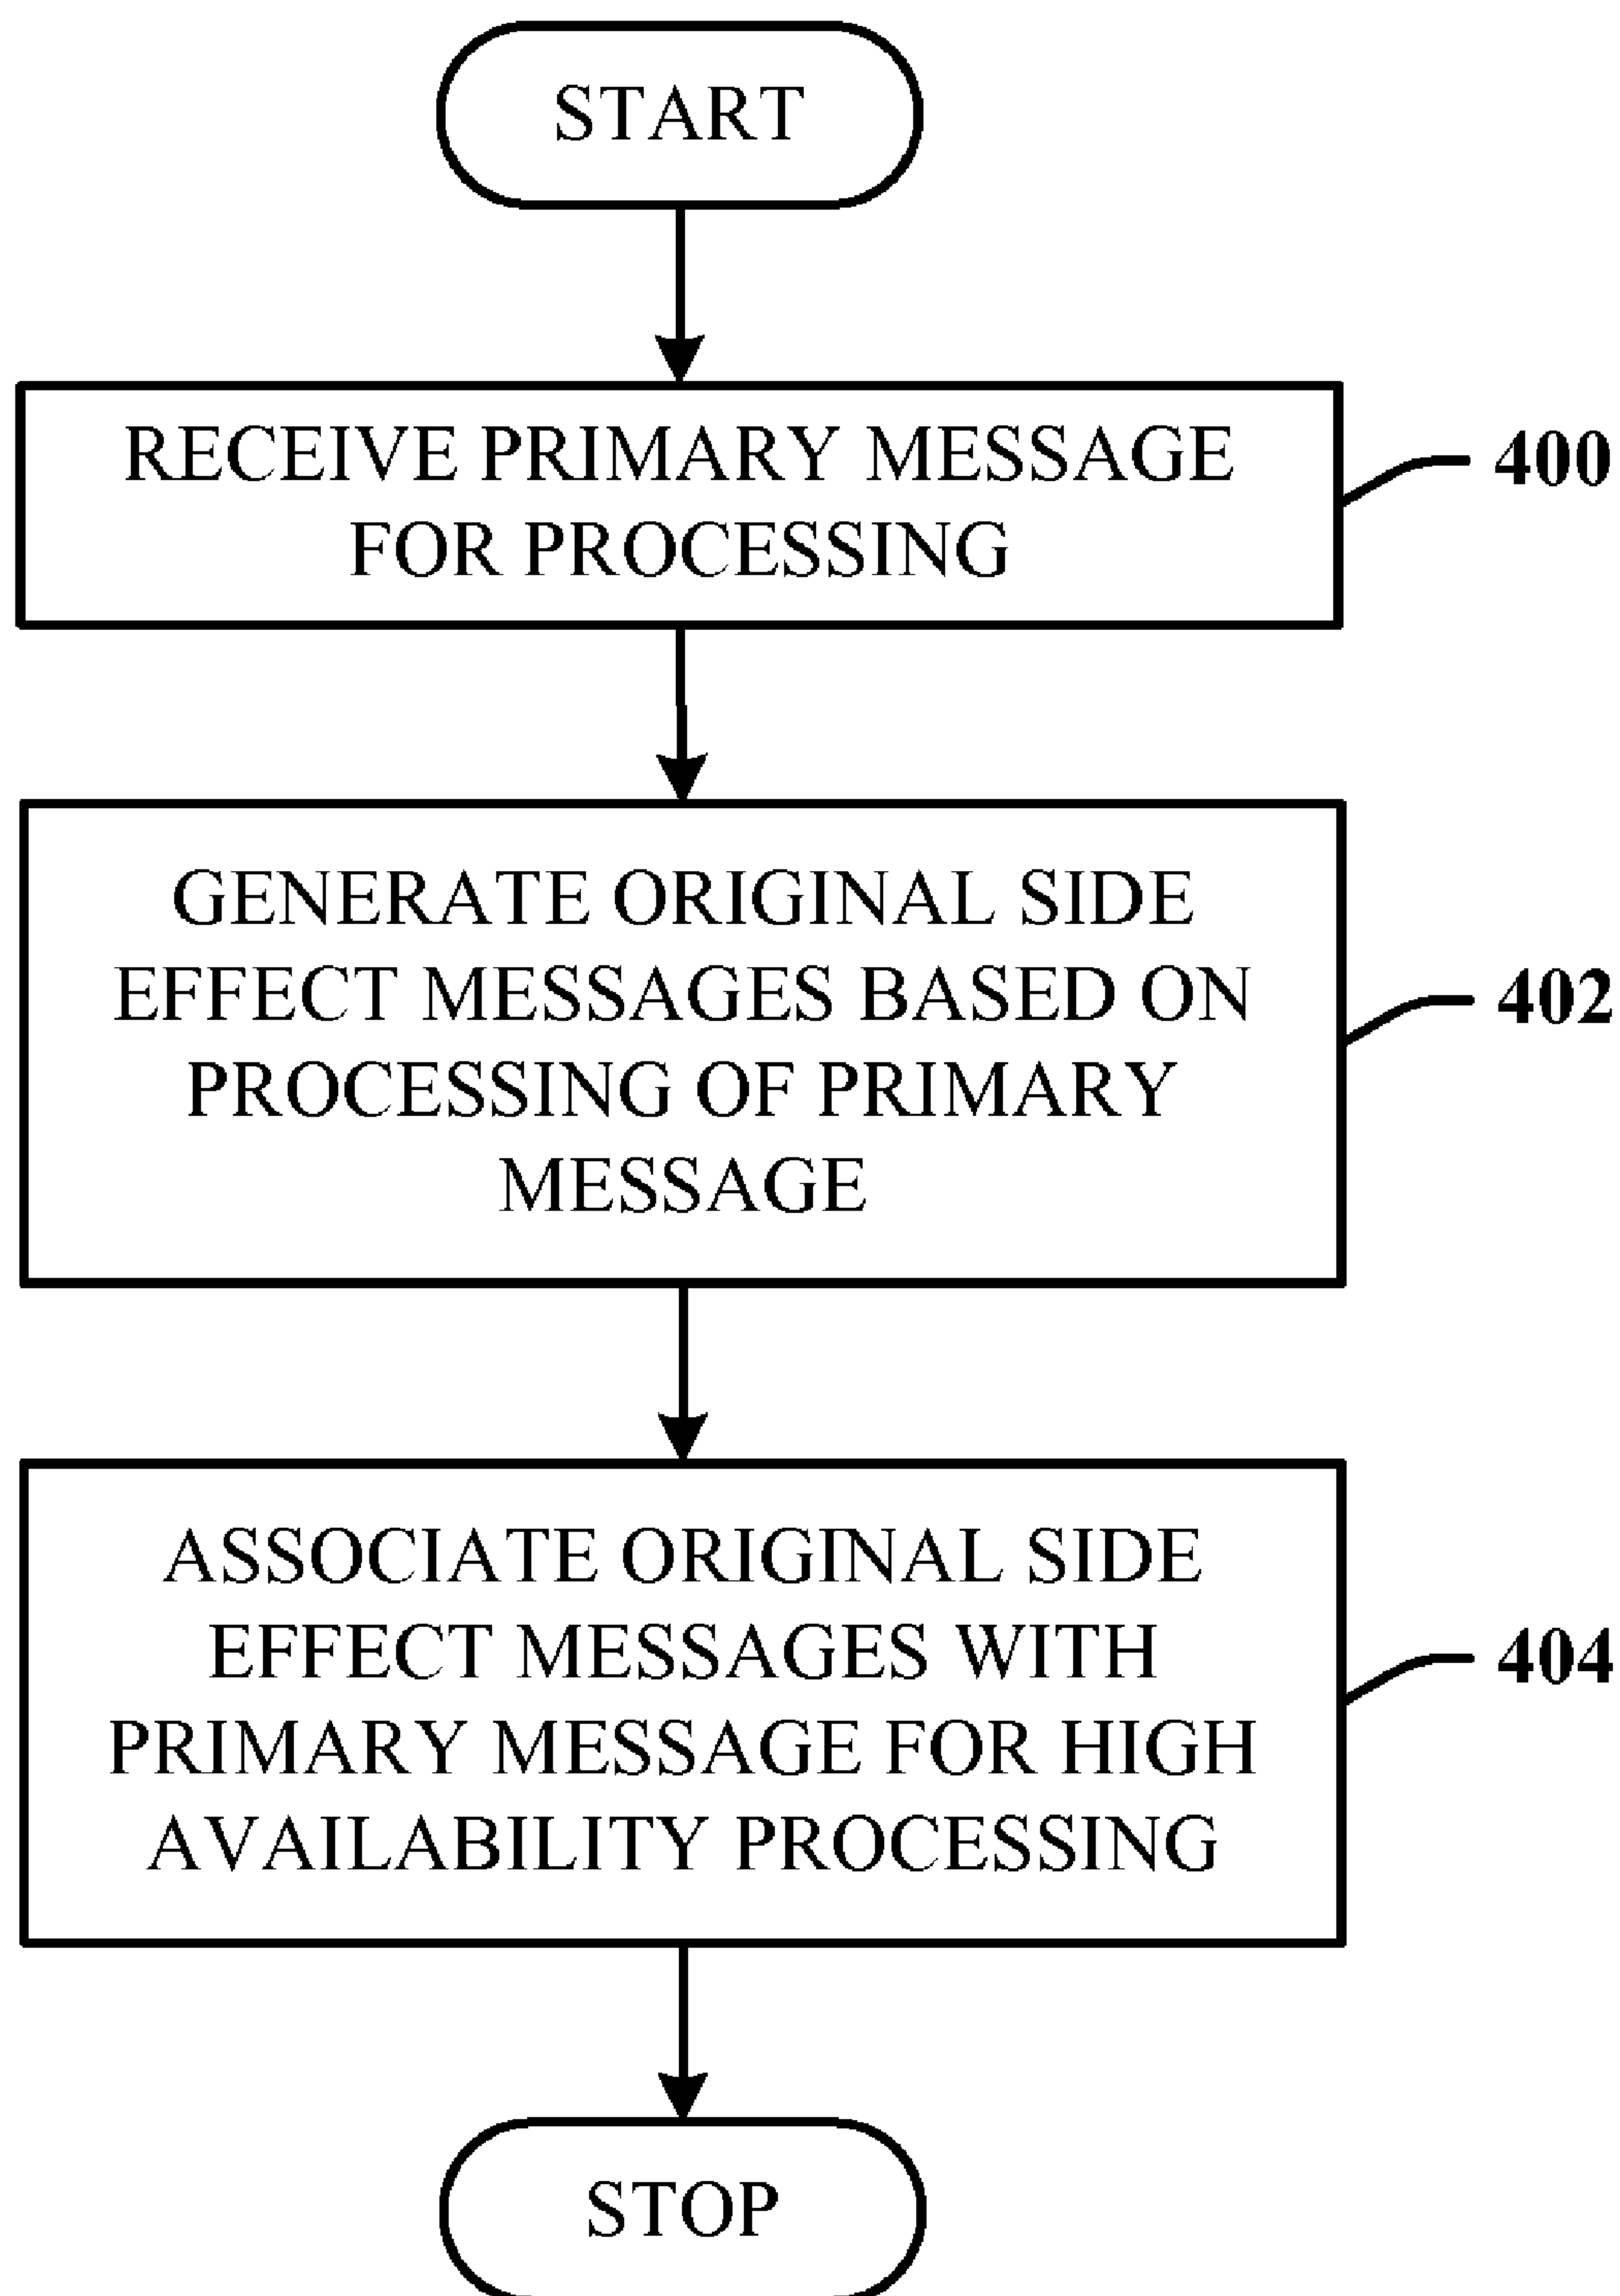 START
RECEIVE PRIMARY MESSAGE
FOR PROCESSING
400
GENERATE ORIGINAL SIDE
EFFECT MESSAGES BASED ON
PROCESSING OF PRIMARY
MESSAGE
402
ASSOCIATE ORIGINAL SIDE
EFFECT MESSAGES WITH
PRIMARY MESSAGE FOR HIGH
AVAILABILITY PROCESSING
404
STOP